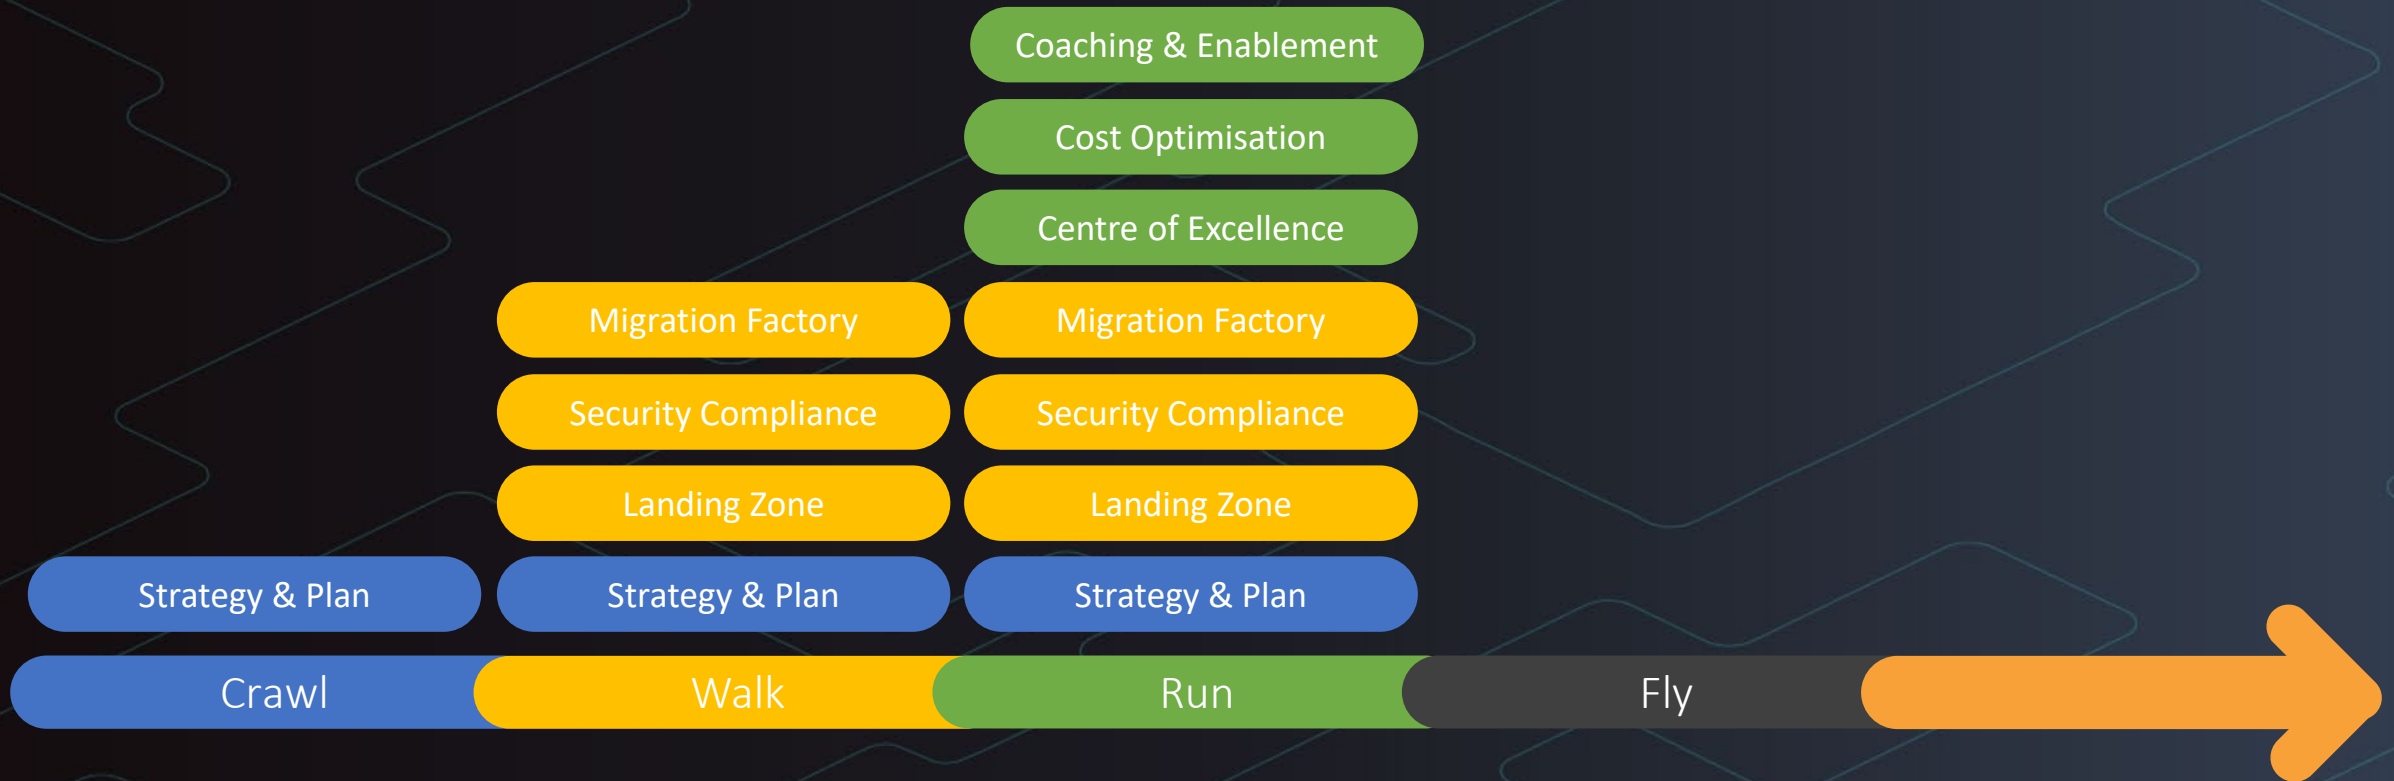 Coaching & Enablement
Cost Optimisation
Centre of Excellence
Migration Factory
Migration Factory
Security Compliance
Security Compliance
Landing Zone
Landing Zone
Strategy & Plan
Strategy & Plan
Strategy & Plan
Crawl
Walk
Run
Fly